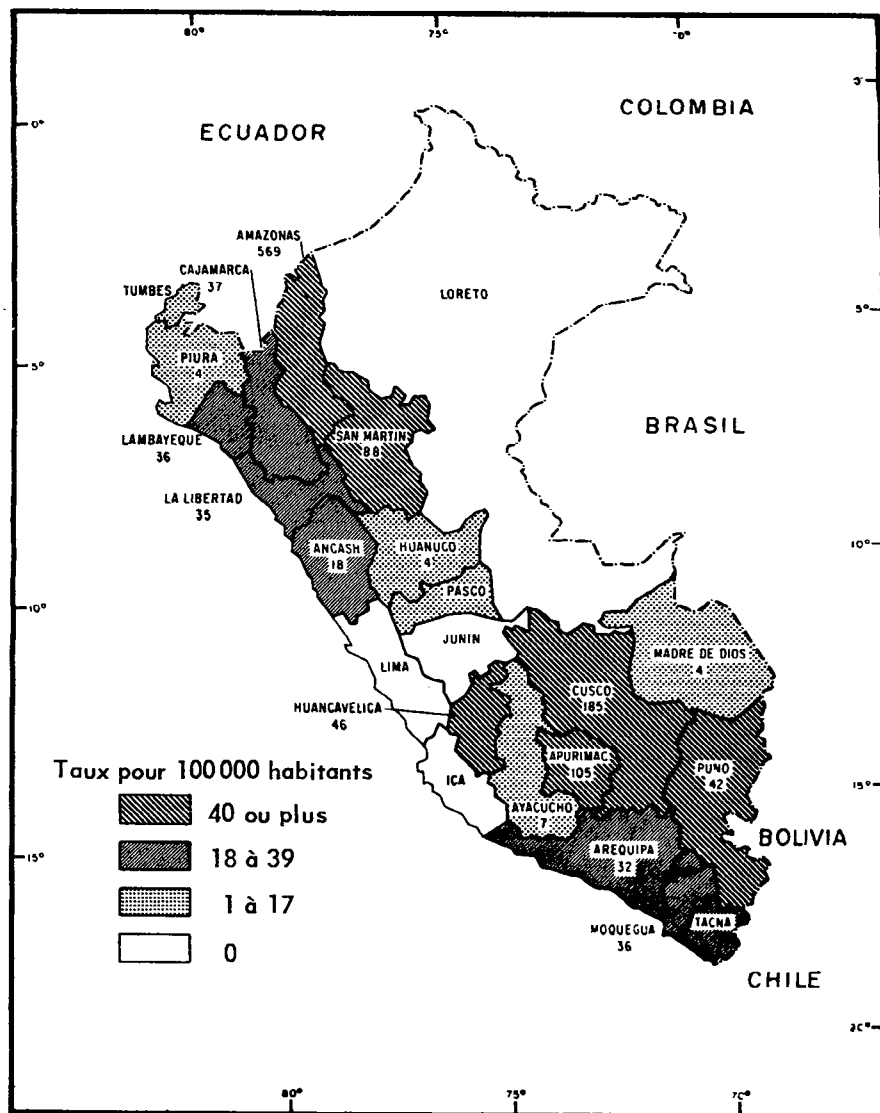 80°
75°
70°
COLOMBIA
ECUADOR
0°
AMAZONAS
569
CAJAMARCA
37
TUMBES
LORETO
5°
PIURA
4
5°
BRASIL
SAN MARTIN
88
LAMBAYEQUE
36
LA LIBERTAD
35
ANCASH
18
HUANUCO
4
10°
PASCO
10°
JUNIN
MADRE DE DIOS
4
LIMA
CUSCO
185
HUANCAVELICA
46
Taux pour 100 000 habitants
ICA
APURIMAC
105
PUNO
42
15°
40 ou plus
AYACUCHO
7
BOLIVIA
15°
18 à 39
AREQUIPA
32
1 à 17
TACNA
MOQUEGUA
36
0
CHILE
20°
80°
75°
70°